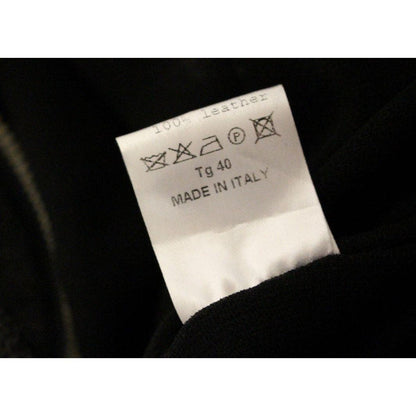 100% leather
P
Tg 40
MADE IN ITALY